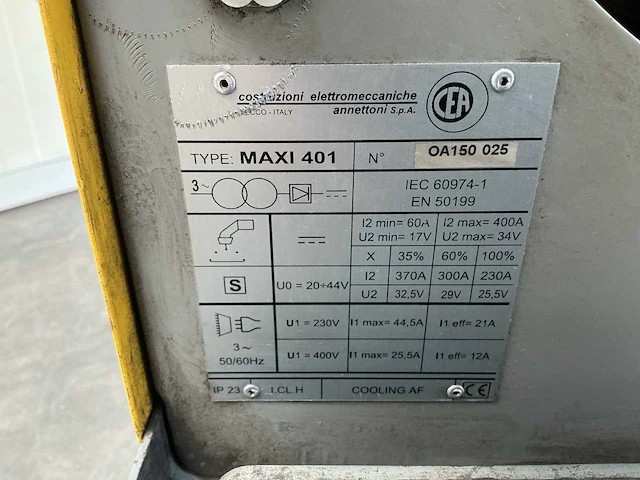 costruzioni elettromeccaniche
LECCO - ITALY annettoni S.p.A.
CEA
TYPE: MAXI 401 N° OA150 025
3~ IEC 60974-1
EN 50199
I2 min= 60A I2 max= 400A
U2 min= 17V U2 max= 34V
X 35% 60% 100%
S U0 = 20÷44V I2 370A 300A 230A
U2 32,5V 29V 25,5V
U1 = 230V I1 max= 44,5A I1 eff= 21A
3~
50/60Hz U1 = 400V I1 max= 25,5A I1 eff= 12A
IP 23 I.CL.H COOLING AF CE